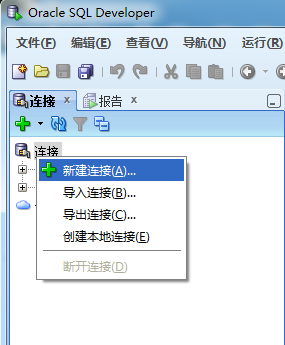 Oracle SQL Developer
文件(F) 编辑(E) 查看(V) 导航(N) 运行(R)
连接 x 报告 x
连接
新建连接(A)...
导入连接(B)...
导出连接(C)...
创建本地连接(E)
断开连接(D)